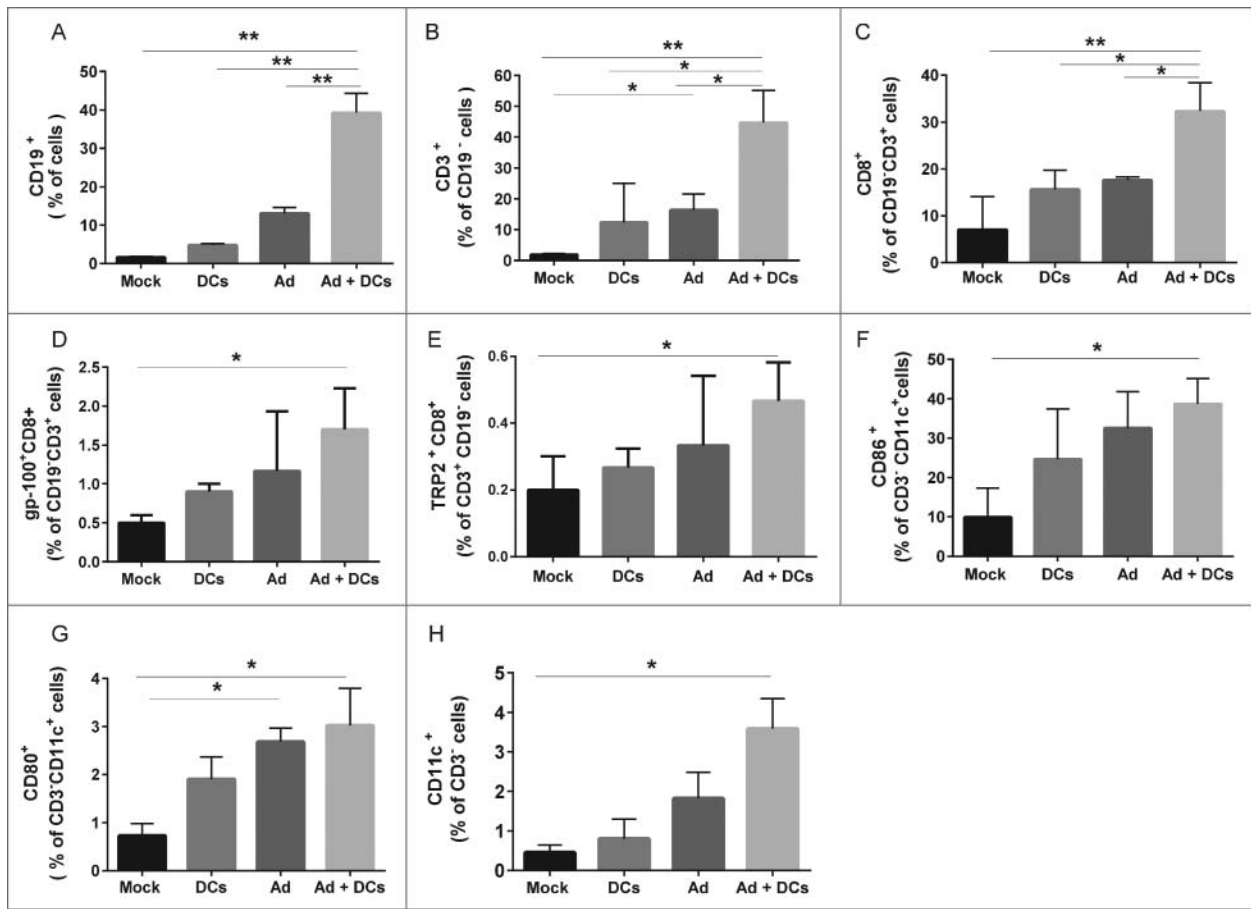 A
**
**
**
CD19 +
( % of cells )
50
40
30
20
10
0
Mock DCs Ad Ad + DCs
B
**
*
*
*
CD3 +
(% of CD19 - cells )
60
50
40
30
20
10
0
Mock DCs Ad Ad + DCs
C
**
*
*
CD8+
(% of CD19-CD3+ cells)
40
30
20
10
0
Mock DCs Ad Ad + DCs
D
*
gp-100+CD8+
(% of CD19-CD3+ cells)
2.5
2.0
1.5
1.0
0.5
0.0
Mock DCs Ad Ad + DCs
E
*
TRP2 + CD8+
(% of CD3+ CD19- cells)
0.6
0.4
0.2
0.0
Mock DCs Ad Ad + DCs
F
*
CD86 +
(% of CD3- CD11c+cells)
50
40
30
20
10
0
Mock DCs Ad Ad + DCs
G
*
*
CD80+
( % of CD3-CD11c+ cells)
4
3
2
1
0
Mock DCs Ad Ad + DCs
H
*
CD11c +
(% of CD3- cells)
5
4
3
2
1
0
Mock DCs Ad Ad + DCs